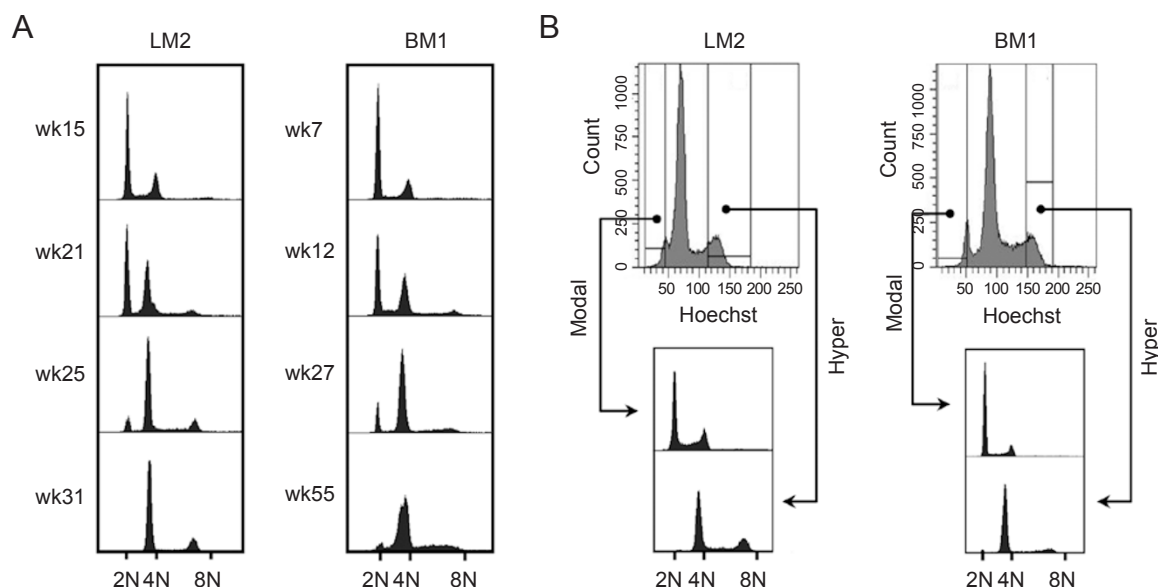 A
LM2
BM1
wk15
wk21
wk25
wk31
wk7
wk12
wk27
wk55
2N 4N 8N
2N 4N 8N
B
LM2
BM1
Count
0 250 500 750 1000
50 100 150 200 250
Hoechst
Count
0 250 500 750 1000
50 100 150 200 250
Hoechst
Modal
Hyper
Modal
Hyper
2N 4N 8N
2N 4N 8N